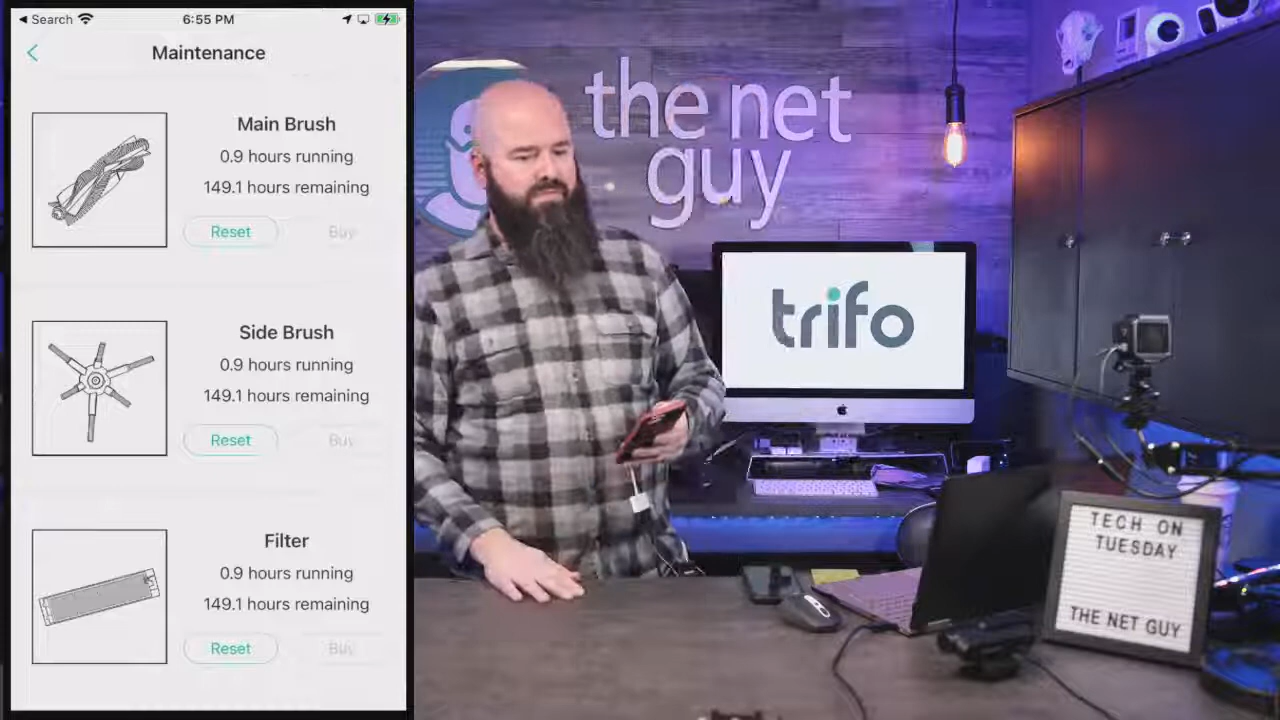 Search
6:55 PM
Maintenance
Main Brush
0.9 hours running
149.1 hours remaining
Reset
Buy
Side Brush
0.9 hours running
149.1 hours remaining
Reset
Buy
Filter
0.9 hours running
149.1 hours remaining
Reset
Buy
the net
guy
trifo
TECH ON
TUESDAY
THE NET GUY